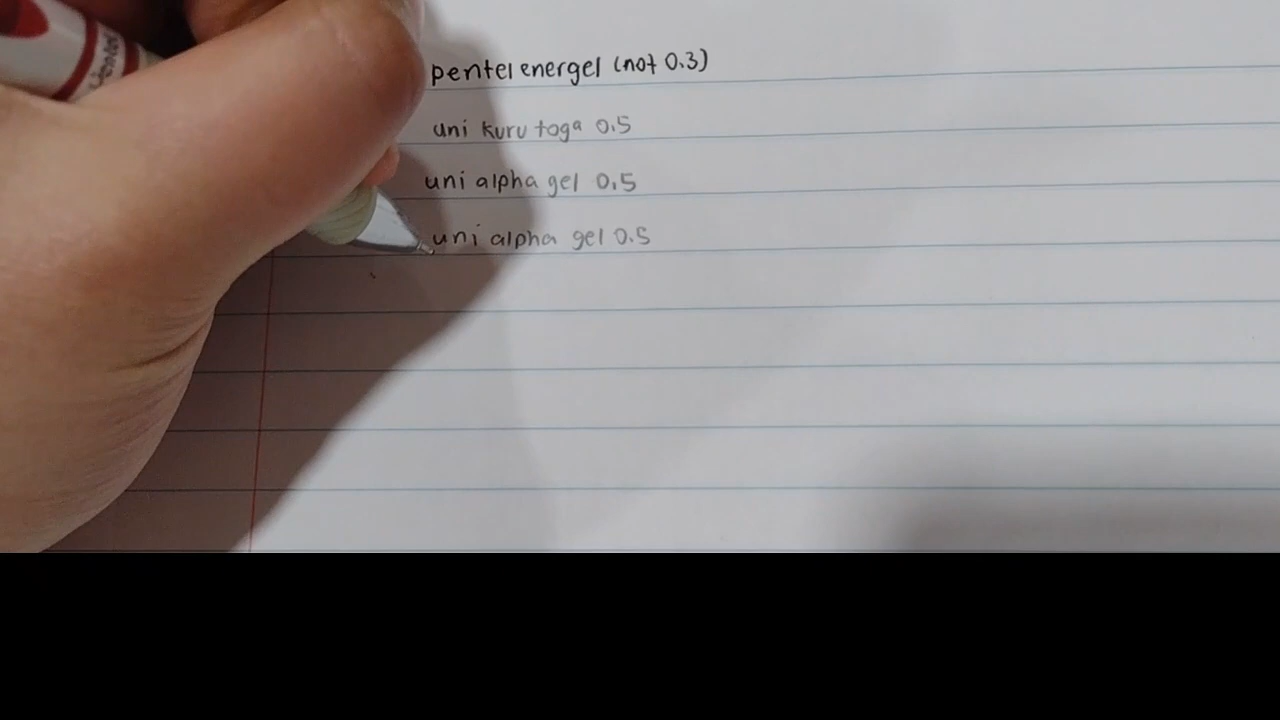 Pentel
pentel energel (not 0.3)
uni kuru toga 0.5
uni alpha gel 0.5
uni alpha gel 0.5